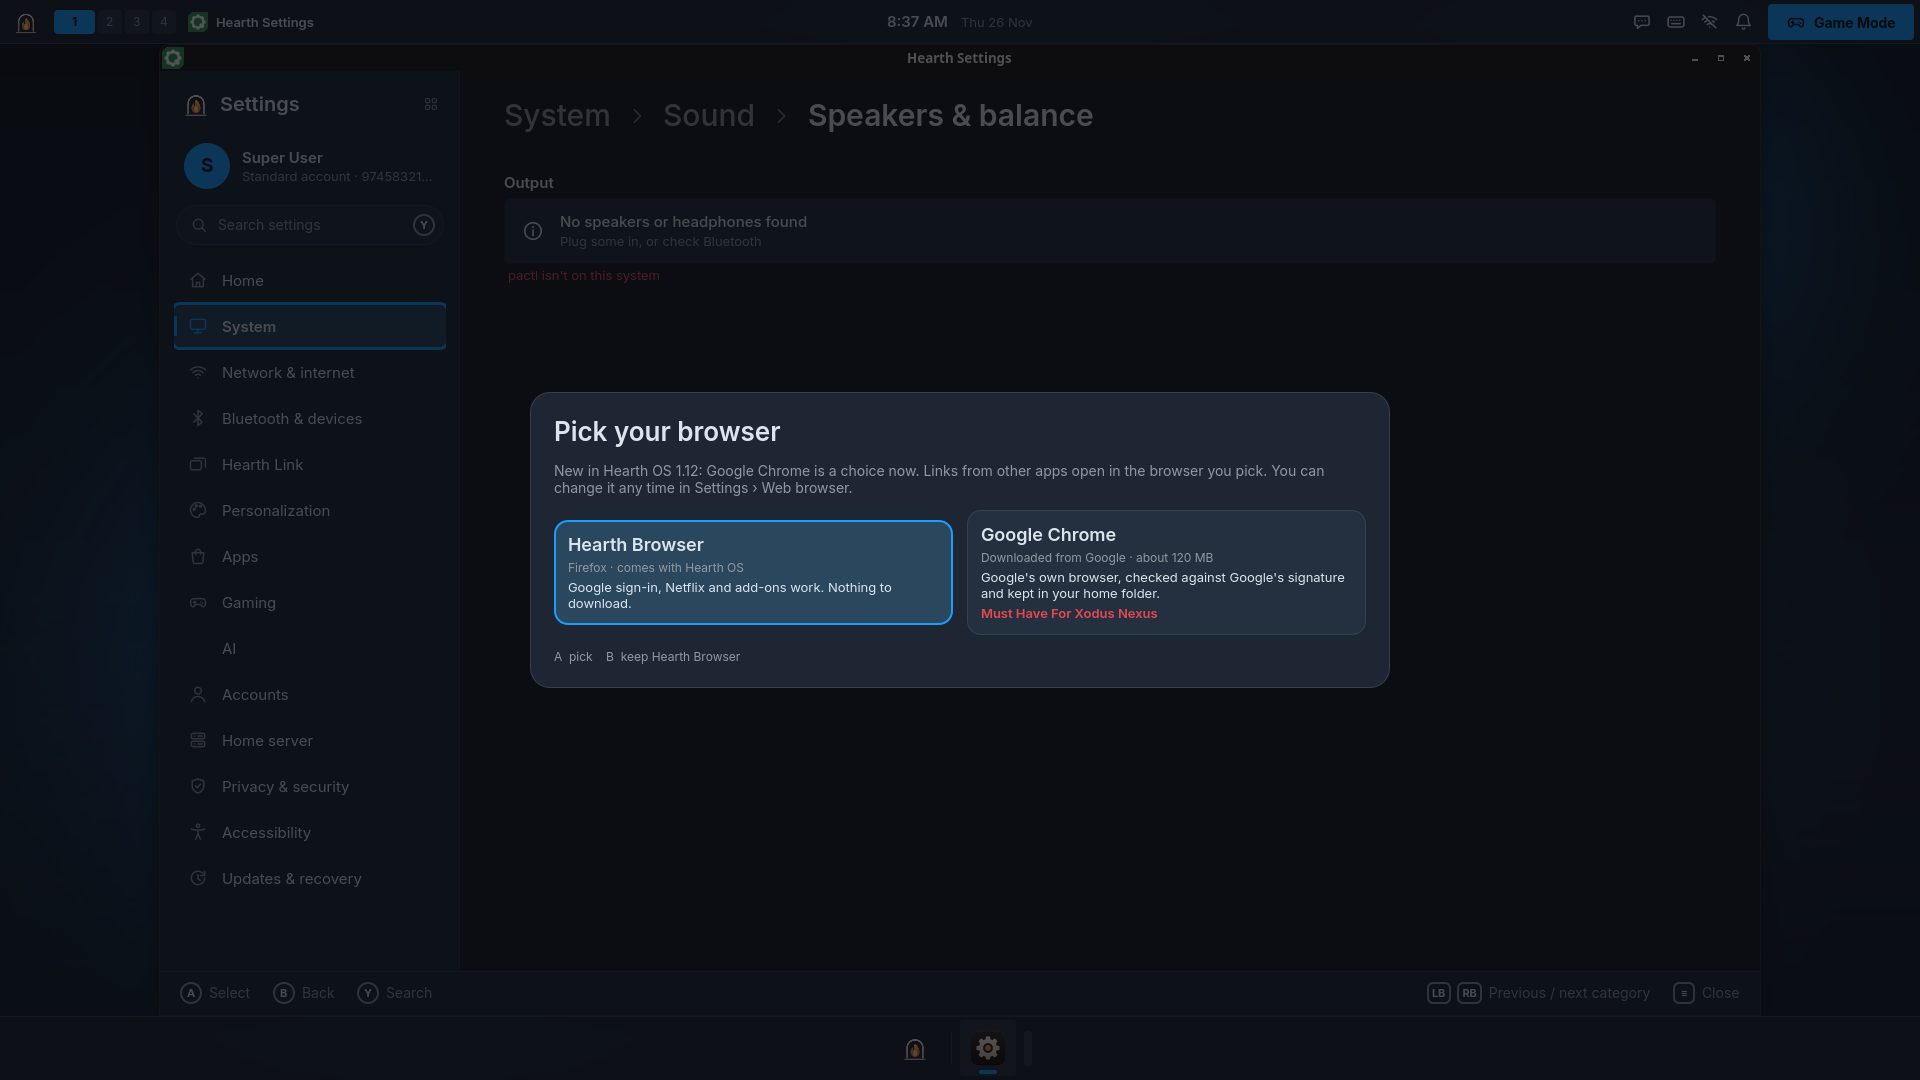 1 2 3 4 Hearth Settings 8:37 AM Thu 26 Nov Game Mode
Hearth Settings
Settings
S Super User
Standard account · 97458321...
Search settings Y
Home
System
Network & internet
Bluetooth & devices
Hearth Link
Personalization
Apps
Gaming
AI
Accounts
Home server
Privacy & security
Accessibility
Updates & recovery
System > Sound > Speakers & balance
Output
No speakers or headphones found
Plug some in, or check Bluetooth
pactl isn't on this system
Pick your browser
New in Hearth OS 1.12: Google Chrome is a choice now. Links from other apps open in the browser you pick. You can
change it any time in Settings › Web browser.
Hearth Browser
Firefox · comes with Hearth OS
Google sign-in, Netflix and add-ons work. Nothing to
download.
Google Chrome
Downloaded from Google · about 120 MB
Google's own browser, checked against Google's signature
and kept in your home folder.
Must Have For Xodus Nexus
A pick B keep Hearth Browser
A Select B Back Y Search LB RB Previous / next category ≡ Close